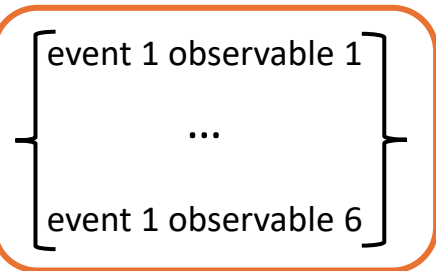 event 1 observable 1
...
event 1 observable 6